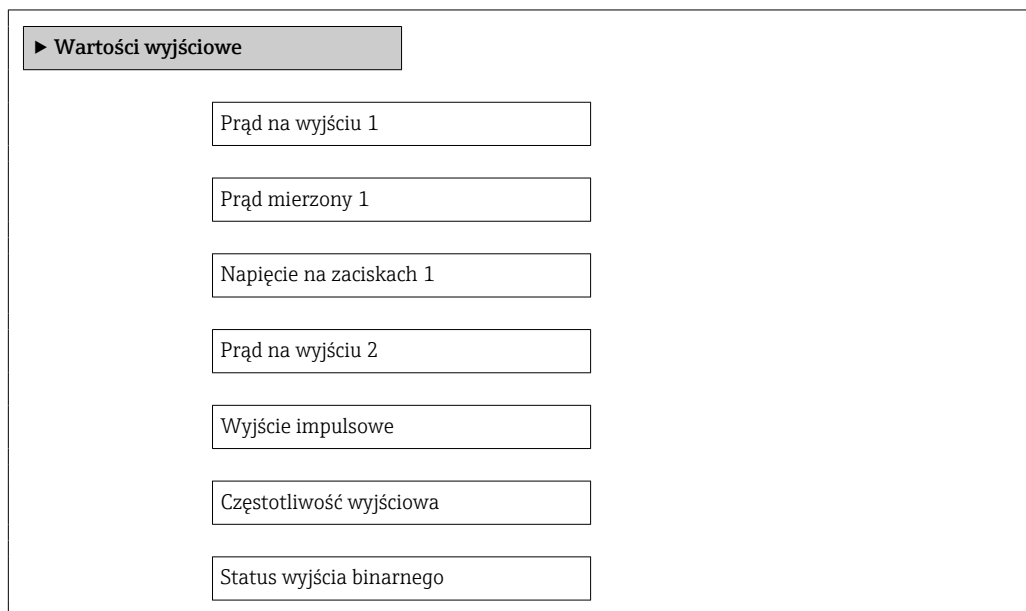 ► Wartości wyjściowe
Prąd na wyjściu 1
Prąd mierzony 1
Napięcie na zaciskach 1
Prąd na wyjściu 2
Wyjście impulsowe
Częstotliwość wyjściowa
Status wyjścia binarnego